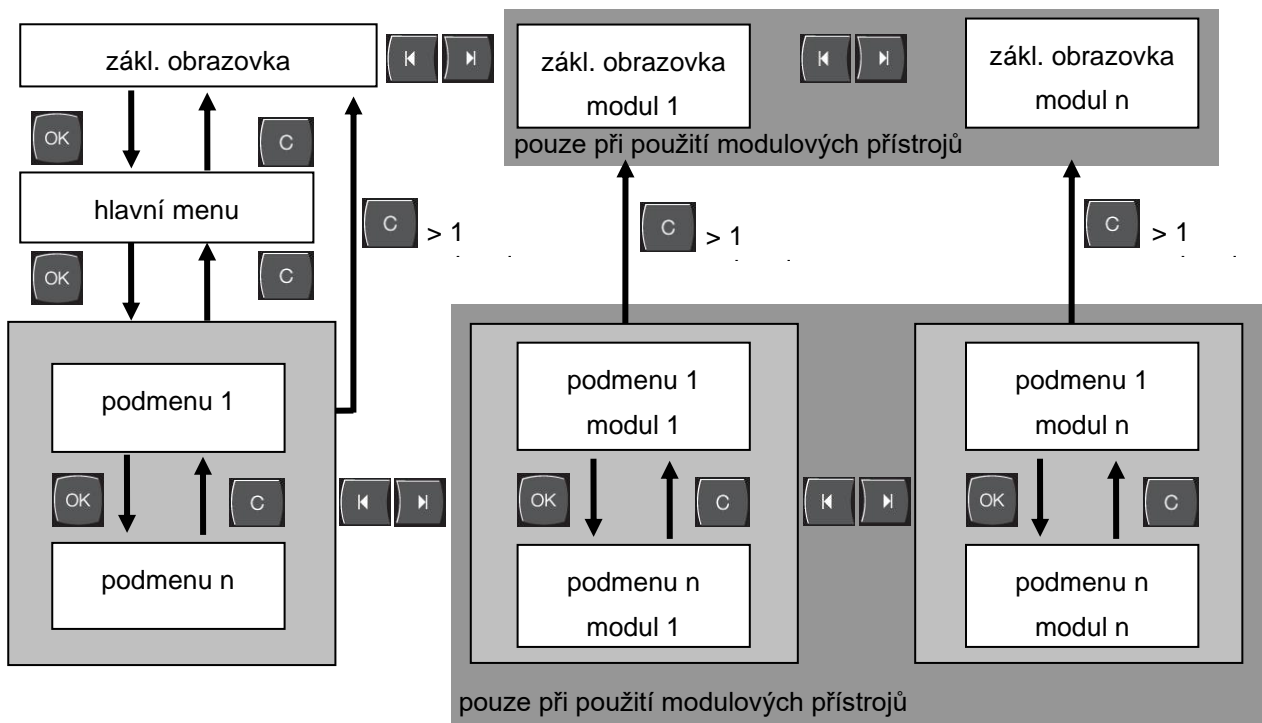 zákl. obrazovka
zákl. obrazovka
modul 1
zákl. obrazovka
modul n
pouze při použití modulových přístrojů
OK
C
hlavní menu
C
> 1
C
> 1
C
> 1
OK
C
podmenu 1
podmenu 1
modul 1
podmenu 1
modul n
OK
C
OK
C
OK
C
podmenu n
podmenu n
modul 1
podmenu n
modul n
pouze při použití modulových přístrojů